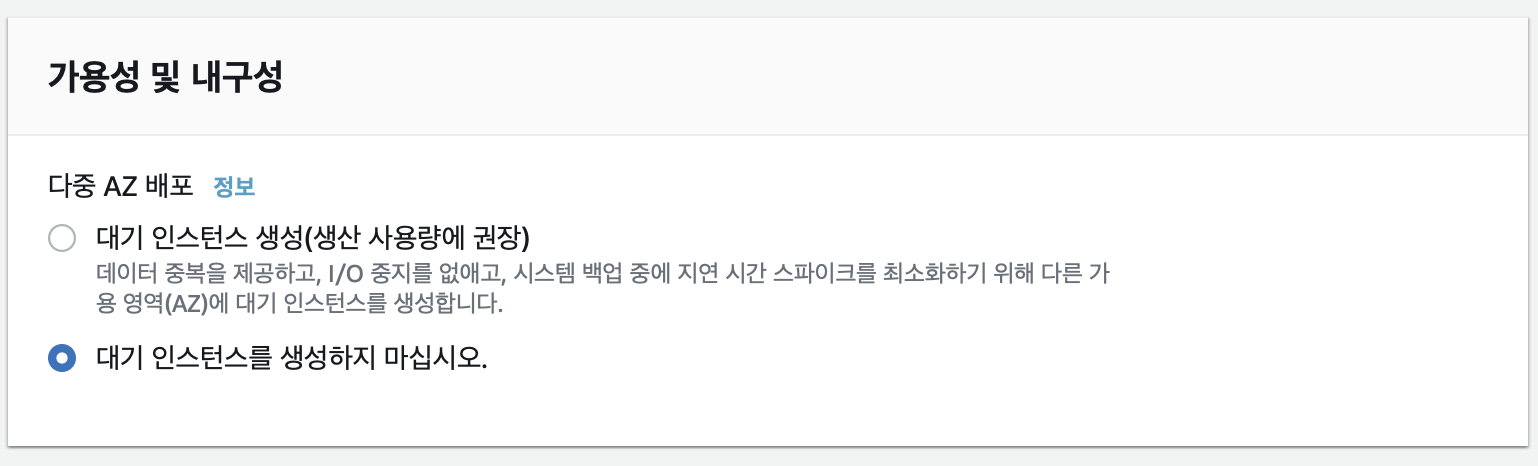 가용성 및 내구성
다중 AZ 배포 정보
대기 인스턴스 생성(생산 사용량에 권장)
데이터 중복을 제공하고, I/O 중지를 없애고, 시스템 백업 중에 지연 시간 스파이크를 최소화하기 위해 다른 가
용 영역(AZ)에 대기 인스턴스를 생성합니다.
대기 인스턴스를 생성하지 마십시오.